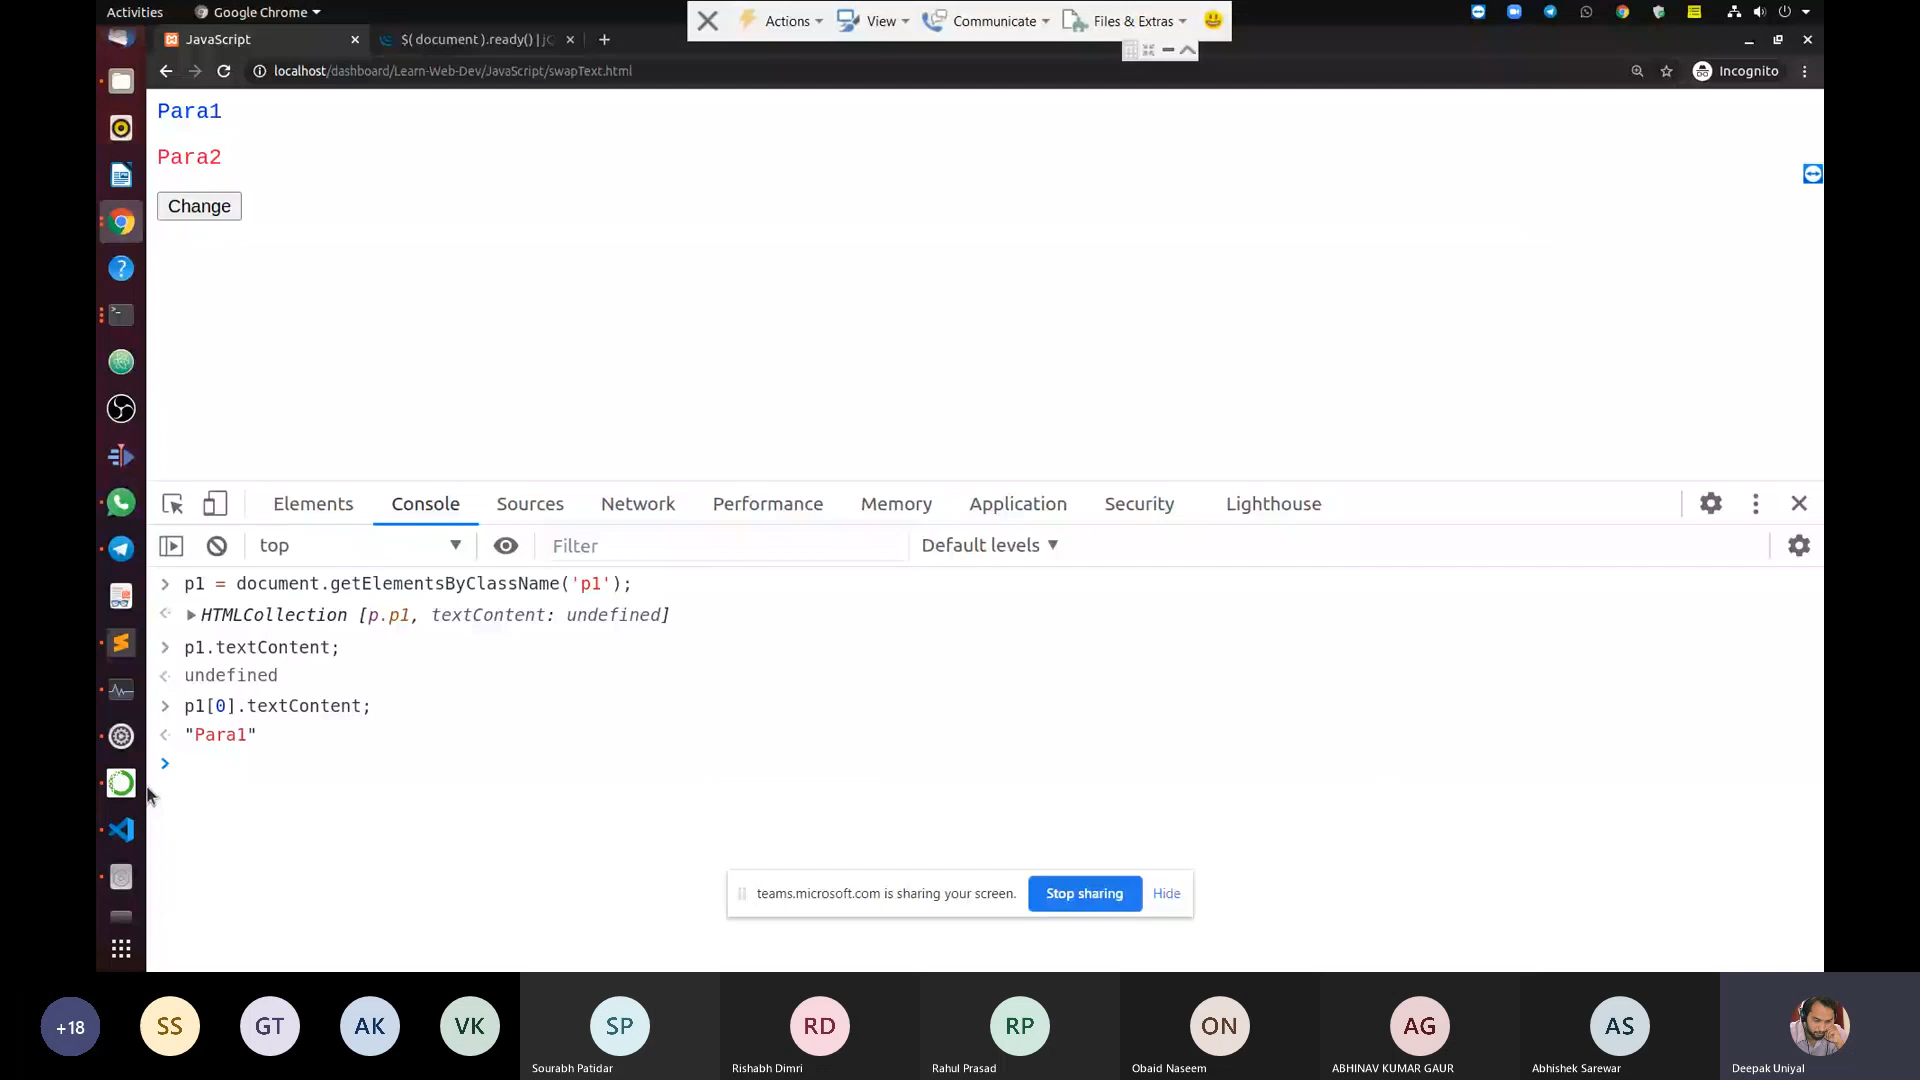 Activities
Google Chrome
Actions
View
Communicate
Files & Extras
JavaScript
$( document ).ready() | jQ
localhost/dashboard/Learn-Web-Dev/JavaScript/swapText.html
Incognito
Para1
Para2
Change
Elements
Console
Sources
Network
Performance
Memory
Application
Security
Lighthouse
top
Filter
Default levels
p1 = document.getElementsByClassName('p1');
HTMLCollection [p.p1, textContent: undefined]
p1.textContent;
undefined
p1[0].textContent;
"Para1"
teams.microsoft.com is sharing your screen.
Stop sharing
Hide
+18
SS
GT
AK
VK
SP
RD
RP
ON
AG
AS
Sourabh Patidar
Rishabh Dimri
Rahul Prasad
Obaid Naseem
ABHINAV KUMAR GAUR
Abhishek Sarewar
Deepak Uniyal